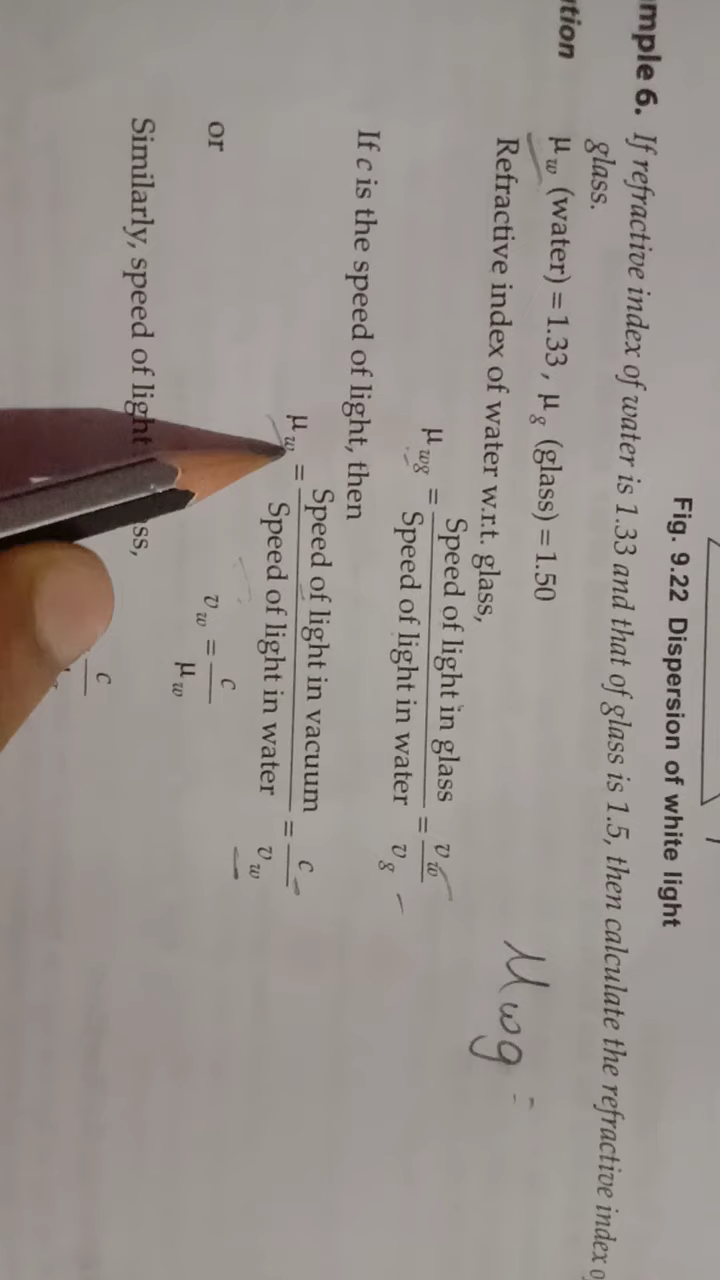 Fig. 9.22 Dispersion of white light
mple 6. If refractive index of water is 1.33 and that of glass is 1.5, then calculate the refractive index
glass.
tion μw (water) = 1.33 , μg (glass) = 1.50
Refractive index of water w.r.t. glass,
μwg = Speed of light in glass / Speed of light in water = vw / vg
μwg =
If c is the speed of light, then
μw = Speed of light in vacuum / Speed of light in water = c / vw
or vw = c / μw
Similarly, speed of light ss,
c